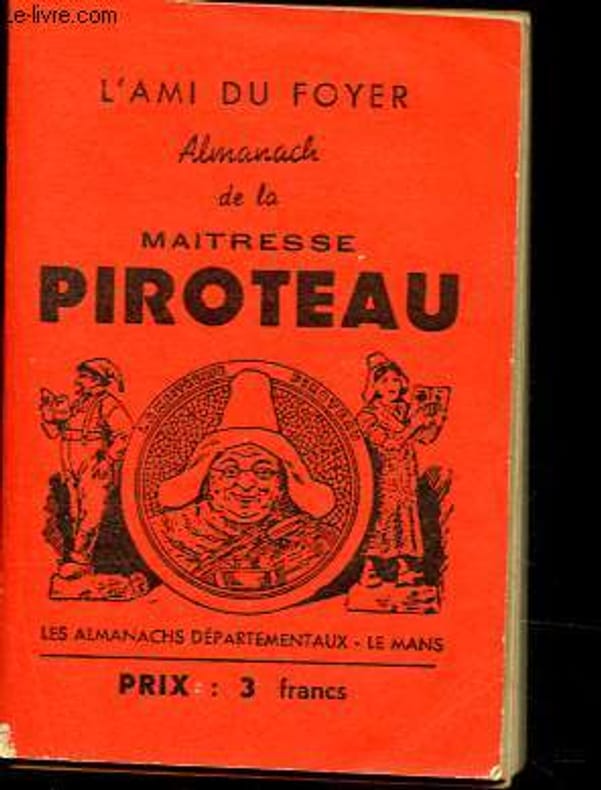 Le-livre.com
L'AMI DU FOYER
Almanach
de la
MAITRESSE
PIROTEAU
LES ALMANACHS DÉPARTEMENTAUX - LE MANS
PRIX : 3 francs